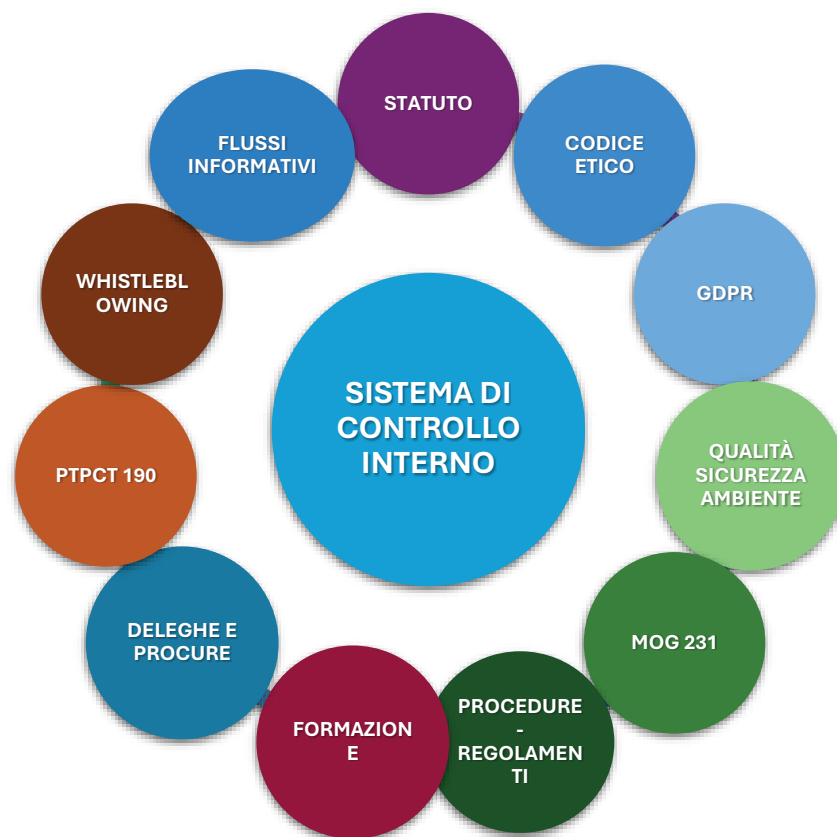 STATUTO
CODICE
ETICO
GDPR
QUALITÀ
SICUREZZA
AMBIENTE
MOG 231
PROCEDURE
-
REGOLAMEN
TI
FORMAZION
E
DELEGHE E
PROCURE
PTPCT 190
WHISTLEBL
OWING
FLUSSI
INFORMATIVI
SISTEMA DI
CONTROLLO
INTERNO